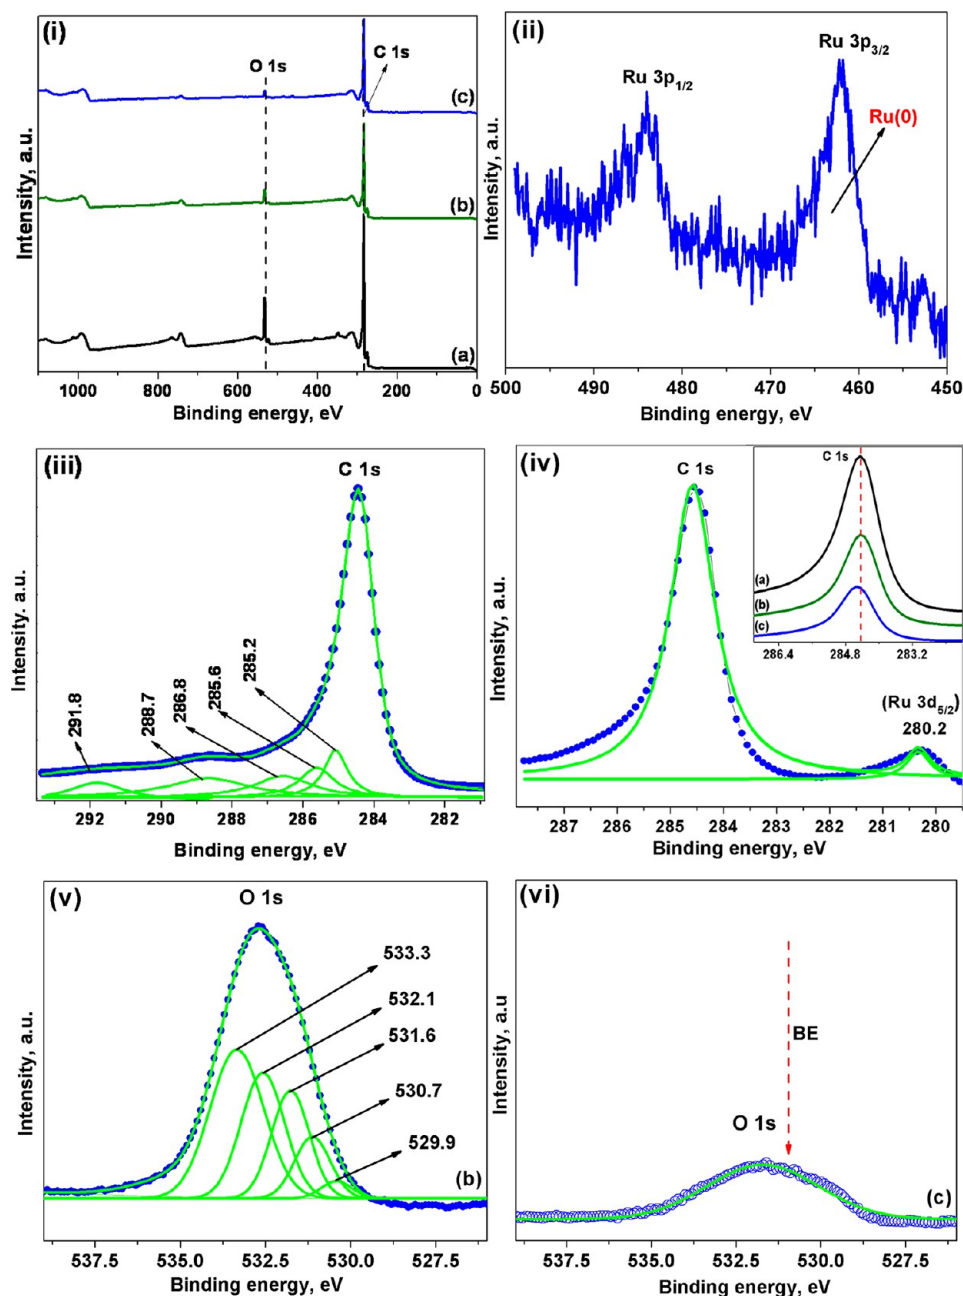 (i)
O 1s
C 1s
(c)
(b)
(a)
Intensity, a.u.
1000 800 600 400 200 0
Binding energy, eV
(ii)
Ru 3p3/2
Ru 3p1/2
Ru(0)
Intensity, a.u.
500 490 480 470 460 450
Binding energy, eV
(iii)
C 1s
285.2
285.6
286.8
288.7
291.8
Intensity. a.u.
292 290 288 286 284 282
Binding energy, eV
(iv)
C 1s
C 1s
(a)
(b)
(c)
286.4 284.8 283.2
(Ru 3d5/2)
280.2
Intensity, a.u.
287 286 285 284 283 282 281 280
Binding energy, eV
(v)
O 1s
533.3
532.1
531.6
530.7
529.9
(b)
Intensity, a.u.
537.5 535.0 532.5 530.0 527.5
Binding energy, eV
(vi)
BE
O 1s
(c)
Intensity, a.u
537.5 535.0 532.5 530.0 527.5
Binding energy, eV